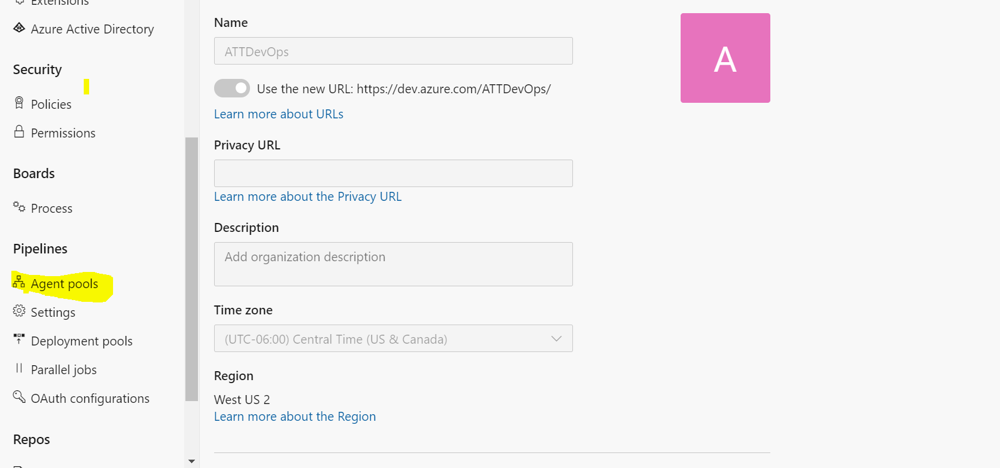 Extensions
Azure Active Directory
Security
Policies
Permissions
Boards
Process
Pipelines
Agent pools
Settings
Deployment pools
Parallel jobs
OAuth configurations
Repos
Name
ATTDevOps
Use the new URL: https://dev.azure.com/ATTDevOps/
Learn more about URLs
Privacy URL
Learn more about the Privacy URL
Description
Add organization description
Time zone
(UTC-06:00) Central Time (US & Canada)
Region
West US 2
Learn more about the Region
A